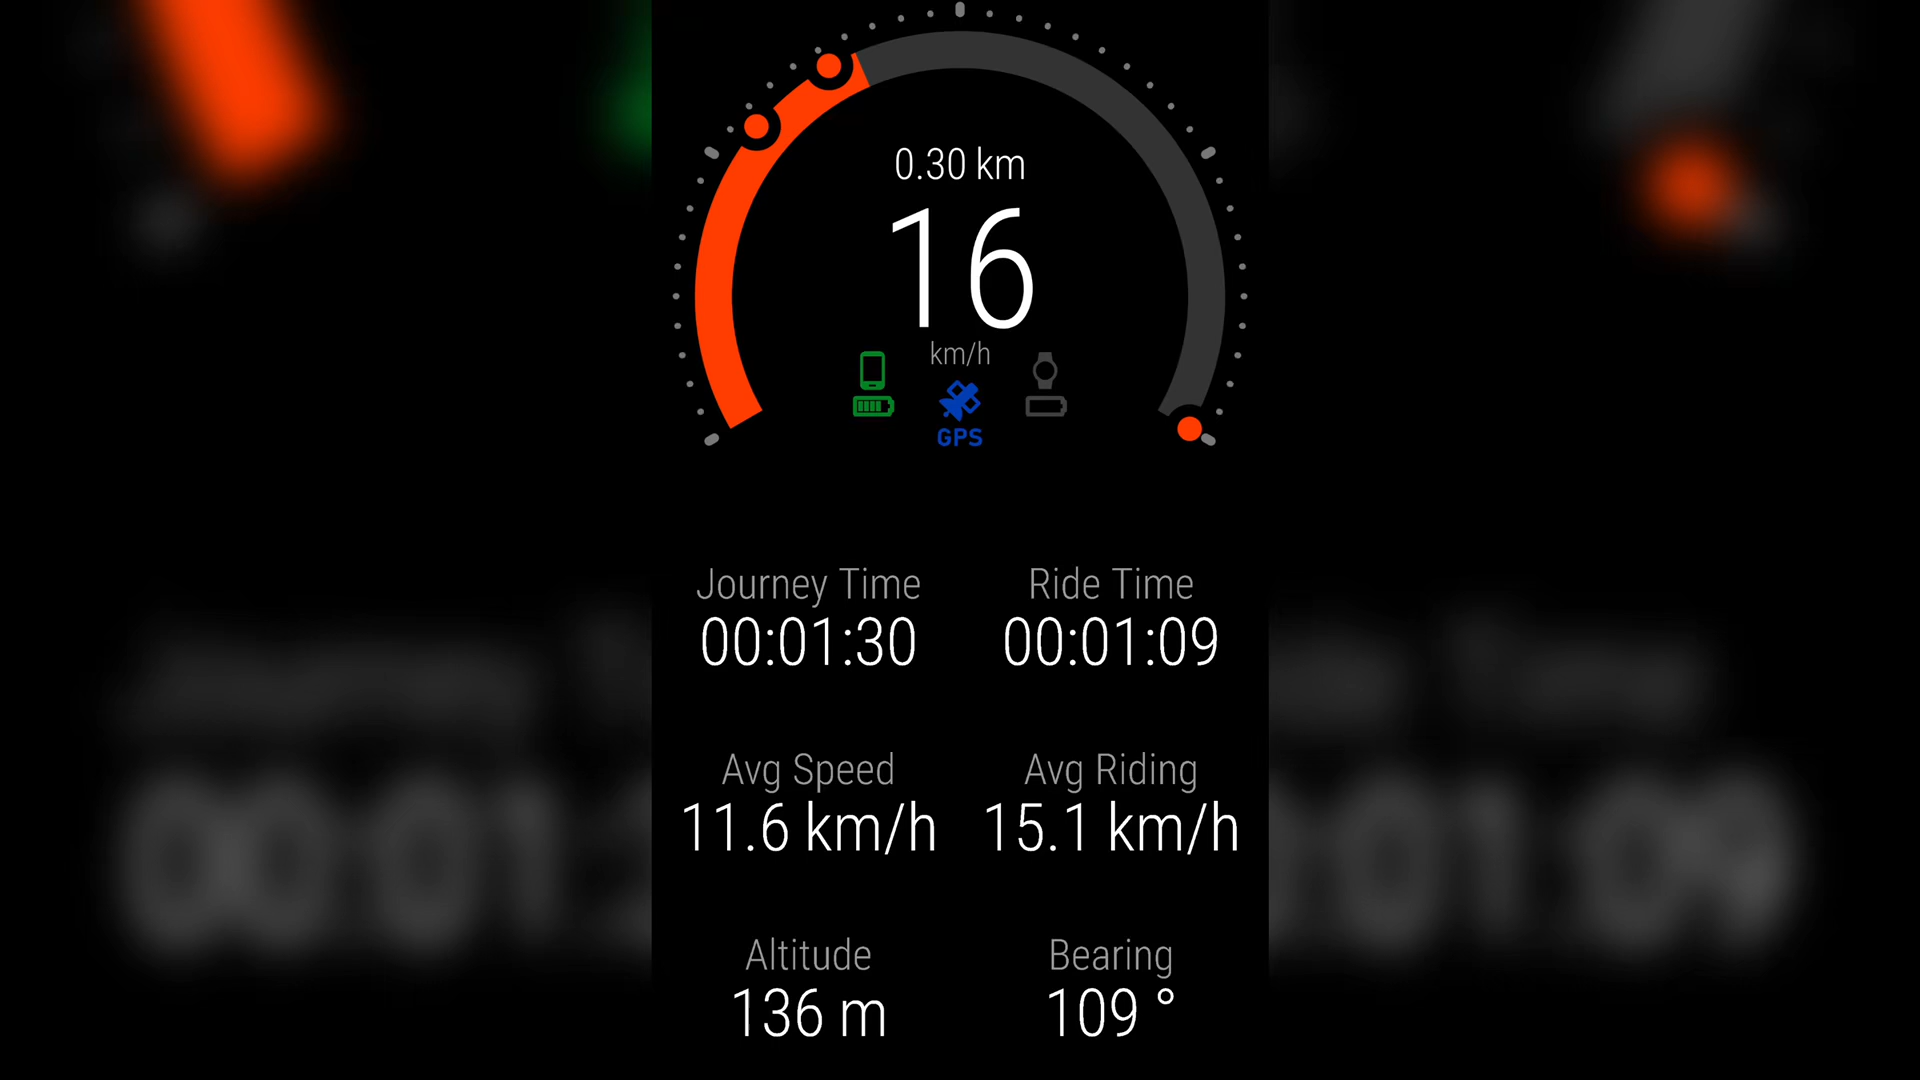 0.30 km
16
km/h
GPS
Journey Time Ride Time
00:01:30 00:01:09
Avg Speed Avg Riding
11.6 km/h 15.1 km/h
Altitude Bearing
136 m 109 °